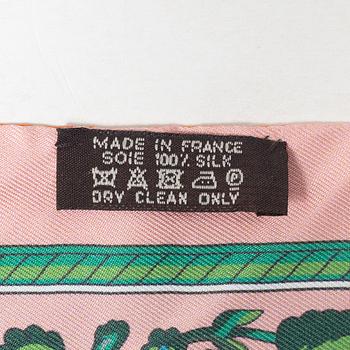 MADE IN FRANCE
SOIE 100% SILK
P
DRY CLEAN ONLY